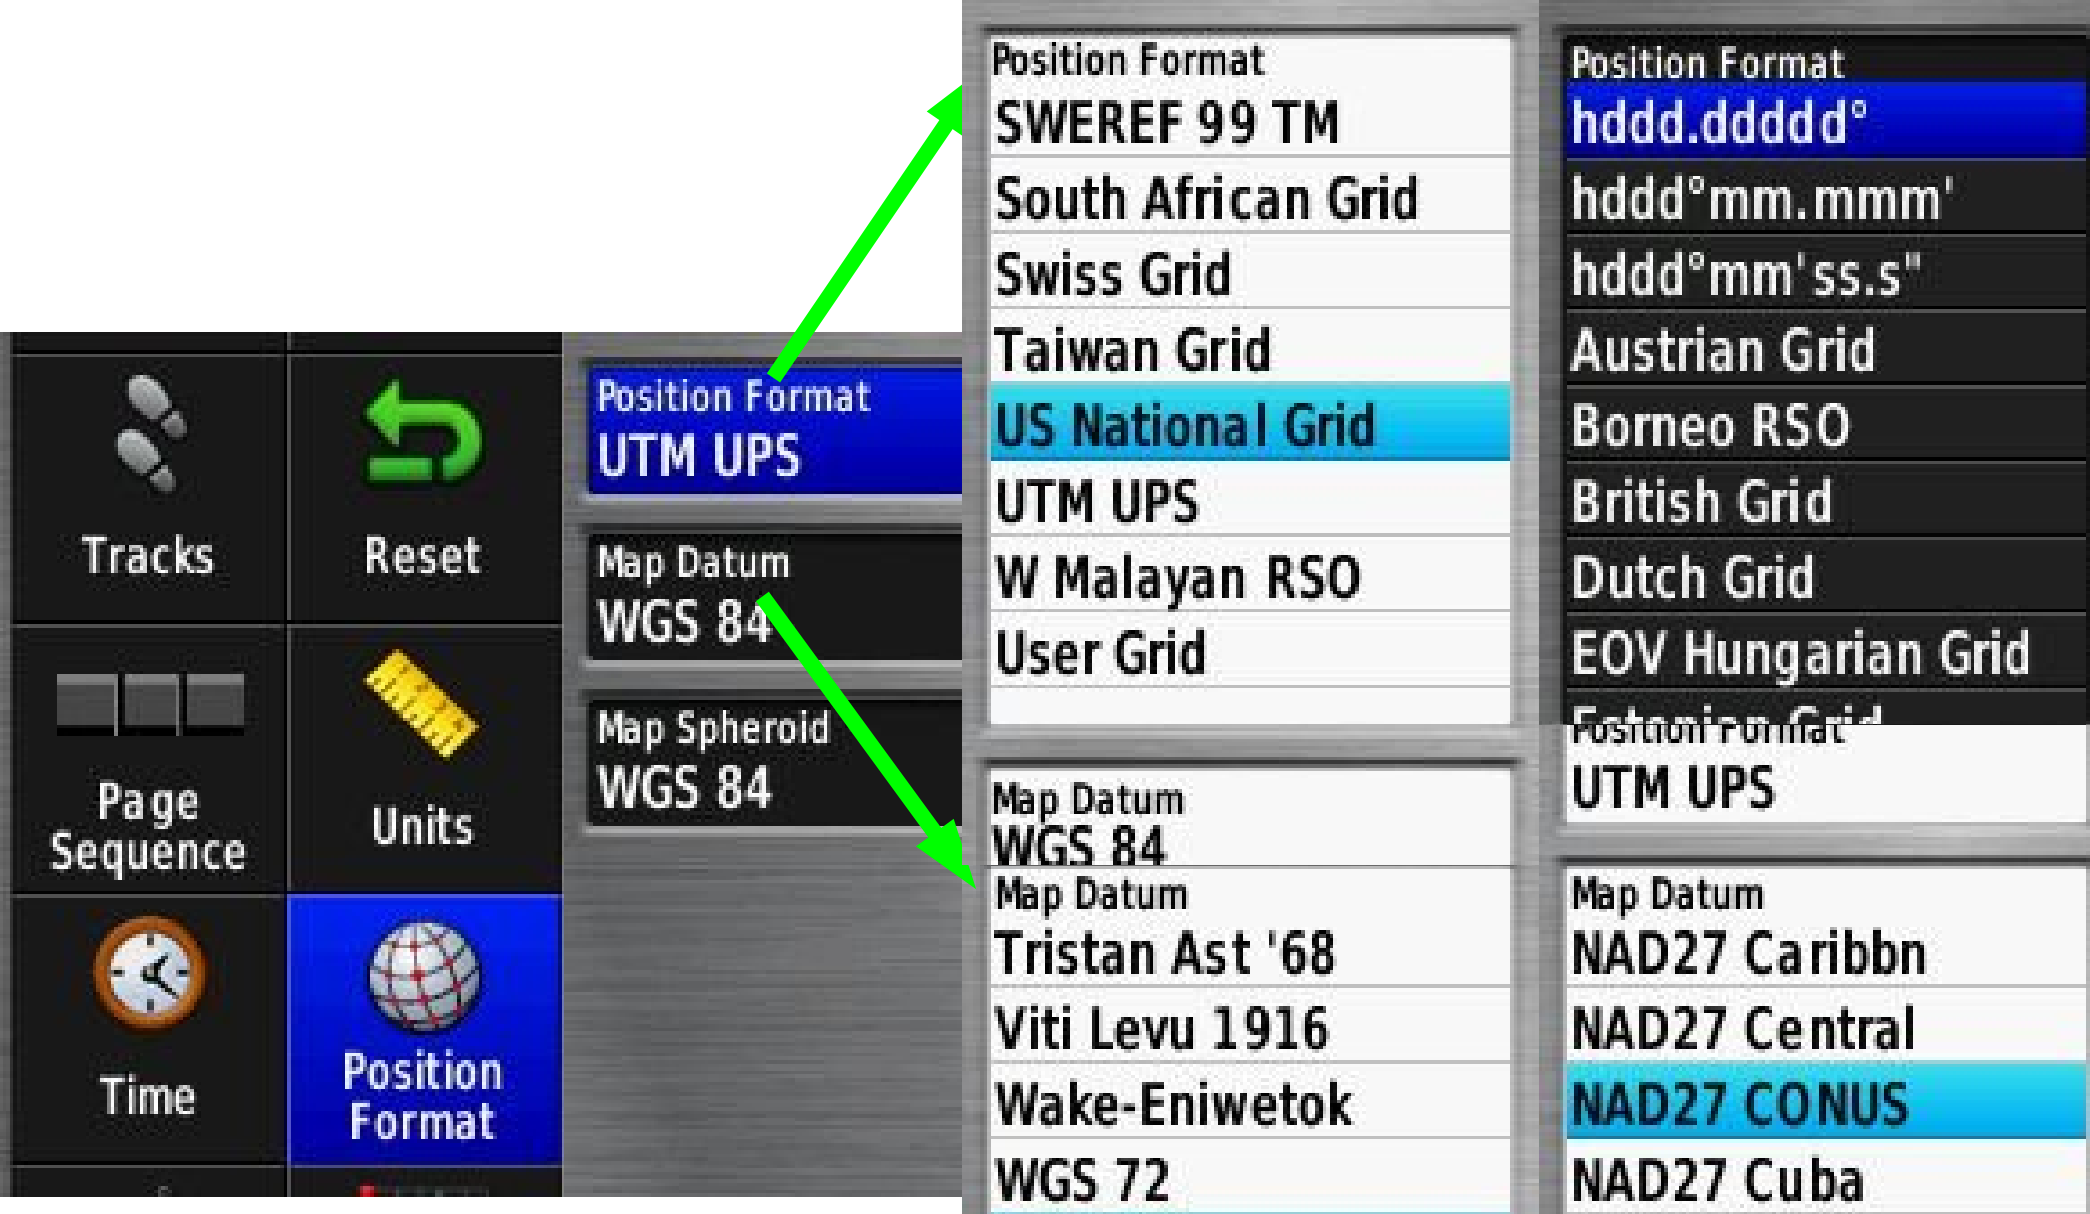 Tracks
Reset
Page
Sequence
Units
Time
Position
Format
Position Format
UTM UPS
Map Datum
WGS 84
Map Spheroid
WGS 84
Position Format
SWEREF 99 TM
South African Grid
Swiss Grid
Taiwan Grid
US National Grid
UTM UPS
W Malayan RSO
User Grid
Map Datum
WGS 84
Map Datum
Tristan Ast '68
Viti Levu 1916
Wake-Eniwetok
WGS 72
Position Format
hddd.ddddd°
hddd°mm.mmm'
hddd°mm'ss.s"
Austrian Grid
Borneo RSO
British Grid
Dutch Grid
EOV Hungarian Grid
Estonian Grid
Position Format
UTM UPS
Map Datum
NAD27 Caribbn
NAD27 Central
NAD27 CONUS
NAD27 Cuba